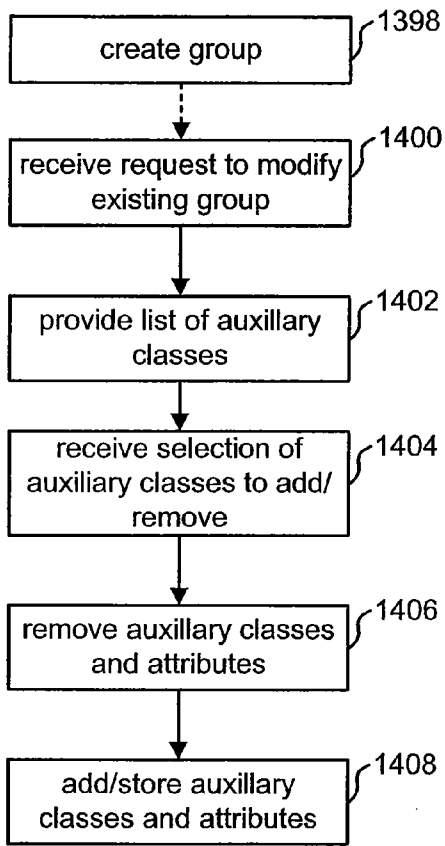 create group
1398
receive request to modify
existing group
1400
provide list of auxillary
classes
1402
receive selection of
auxiliary classes to add/
remove
1404
remove auxillary classes
and attributes
1406
add/store auxillary
classes and attributes
1408